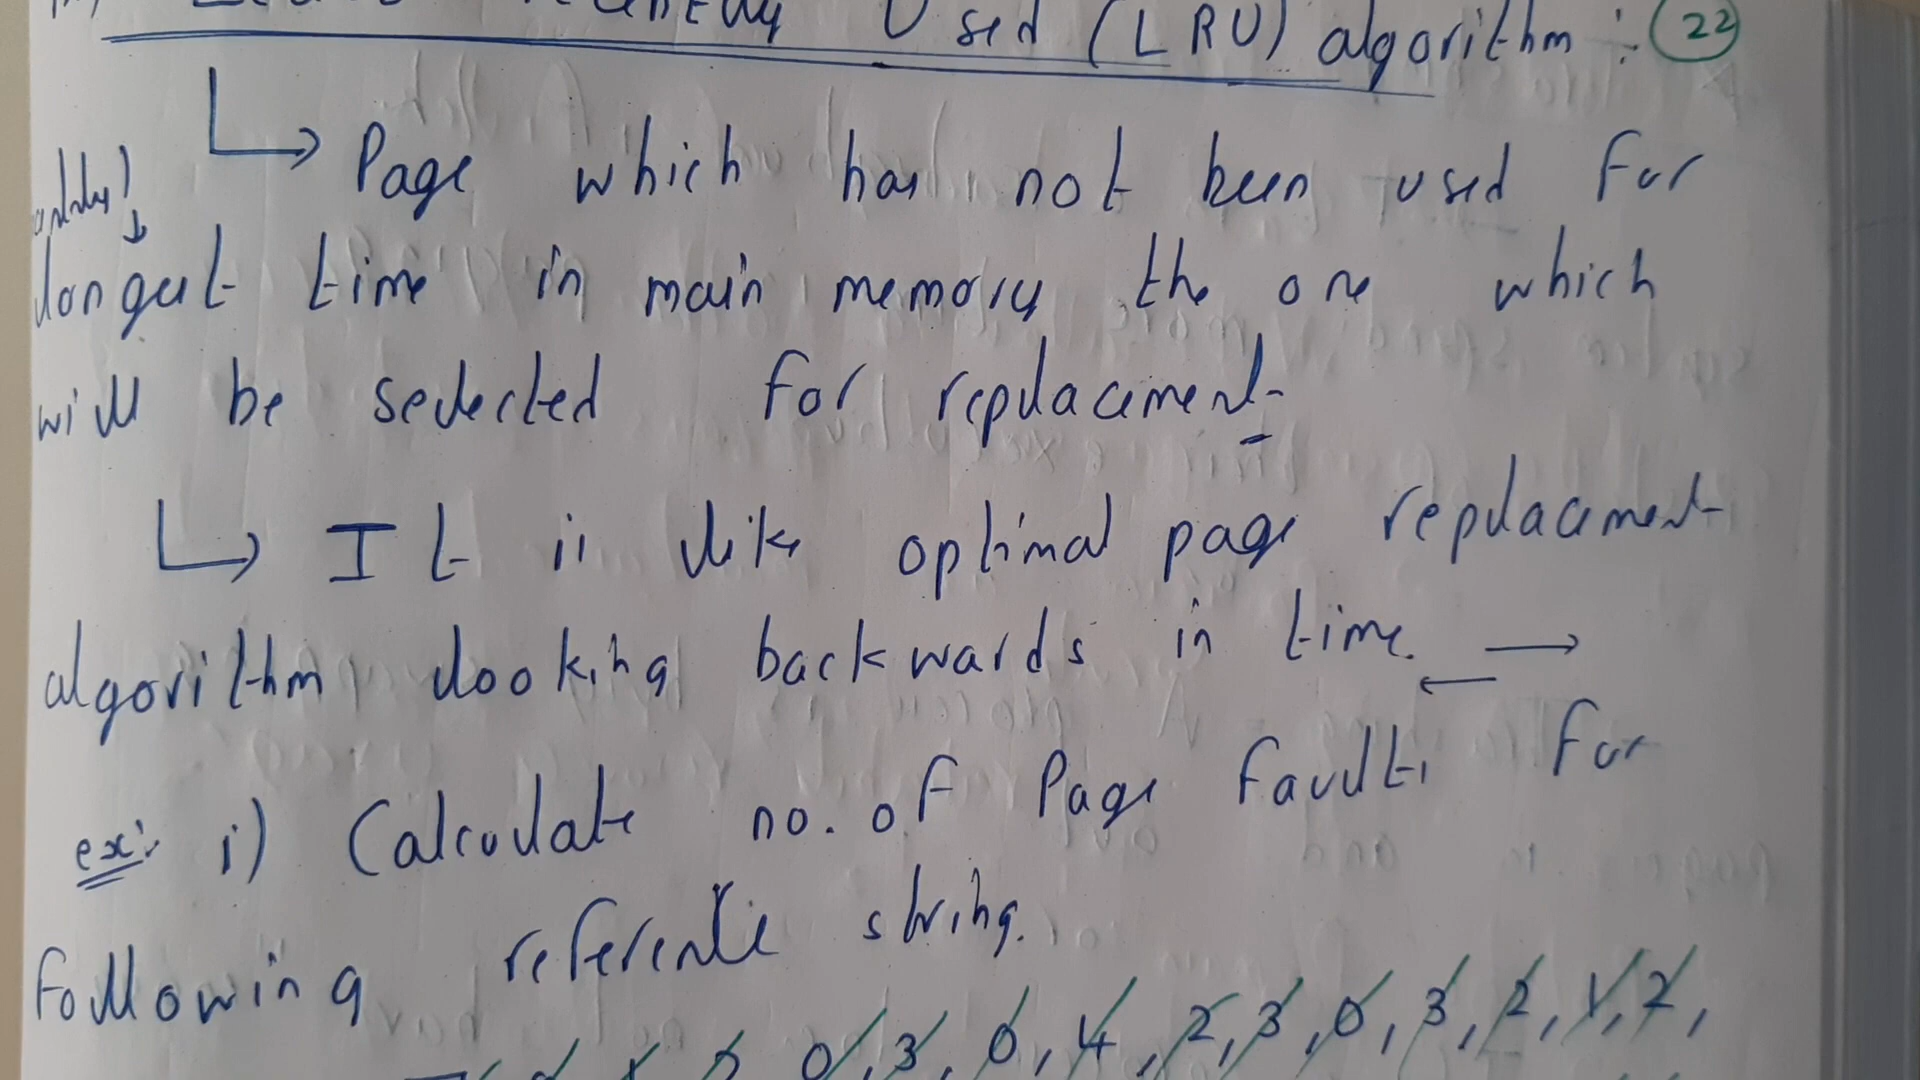 Used (LRU) algorithm : 22
Page which has not been used for
longest time in main memory the one which
will be selected for replacement
It is like optimal page replacement
algorithm looking backwards in time.
ex: i) Calculate no. of Page faults for
following reference string.
0, 3, 0, 4, 2, 3, 0, 3, 2, 1, 2,